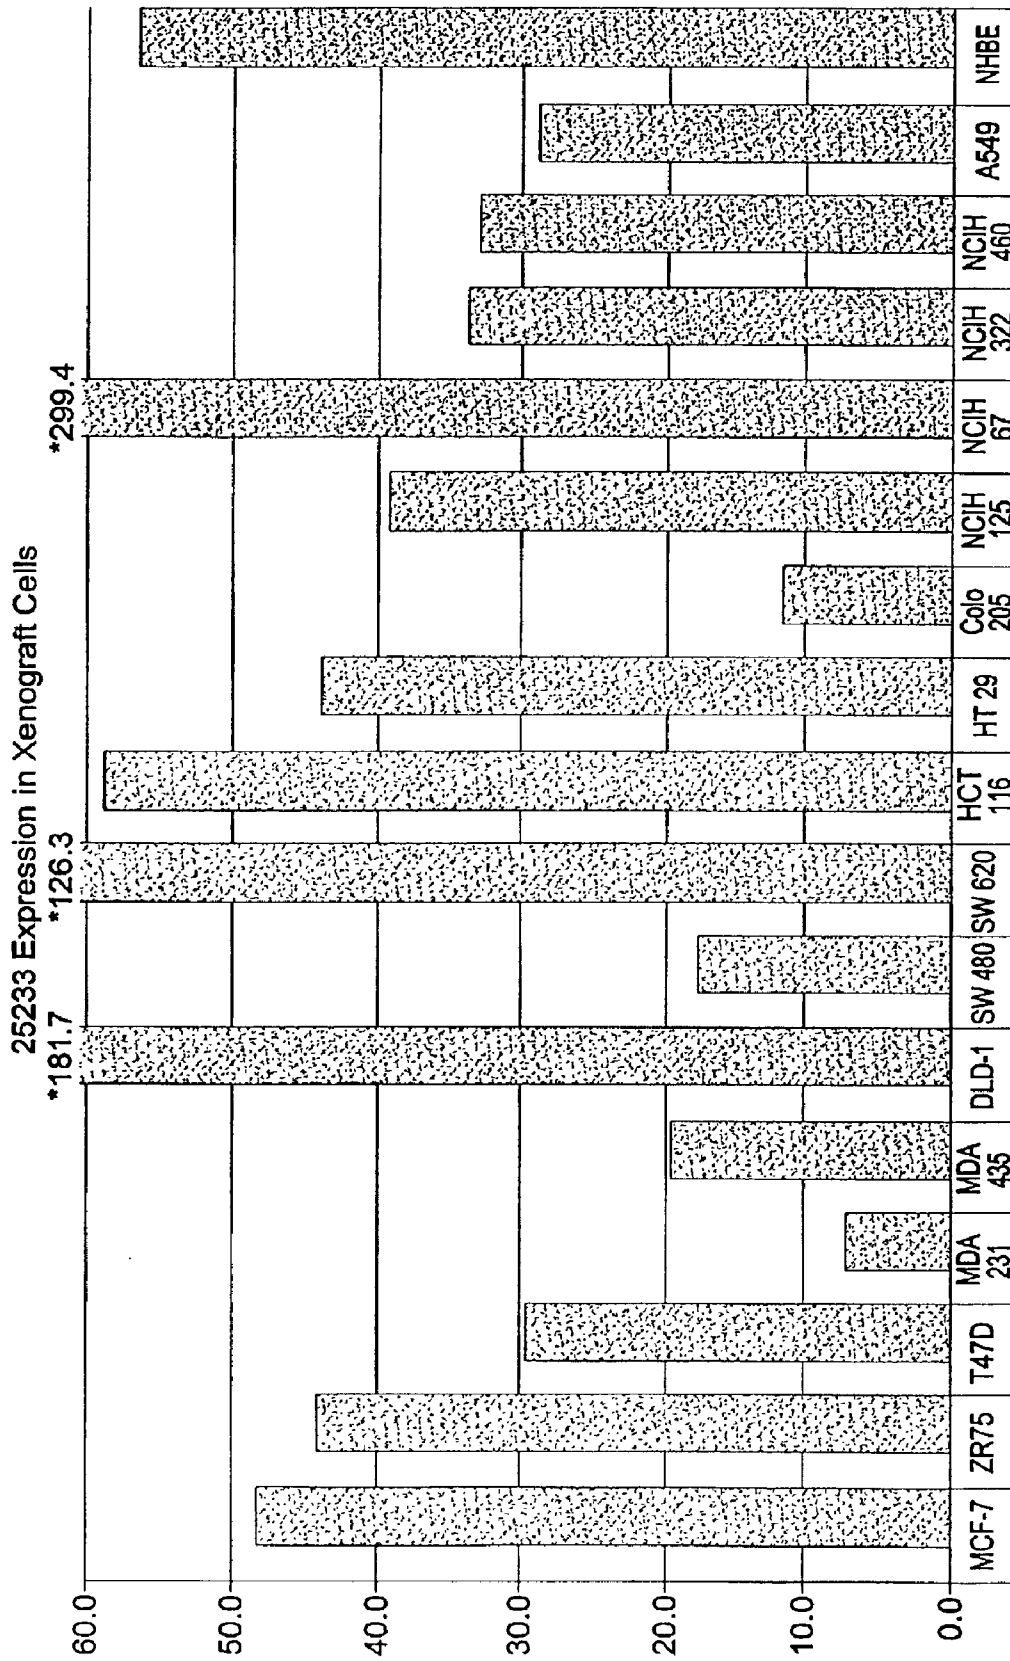 25233 Expression in Xenograft Cells
*181.7
*126.3
*299.4
60.0
50.0
40.0
30.0
20.0
10.0
0.0
MCF-7
ZR75
T47D
MDA
231
MDA
435
DLD-1
SW 480
SW 620
HCT
116
HT 29
Colo
205
NCIH
125
NCIH
67
NCIH
322
NCIH
460
A549
NHBE